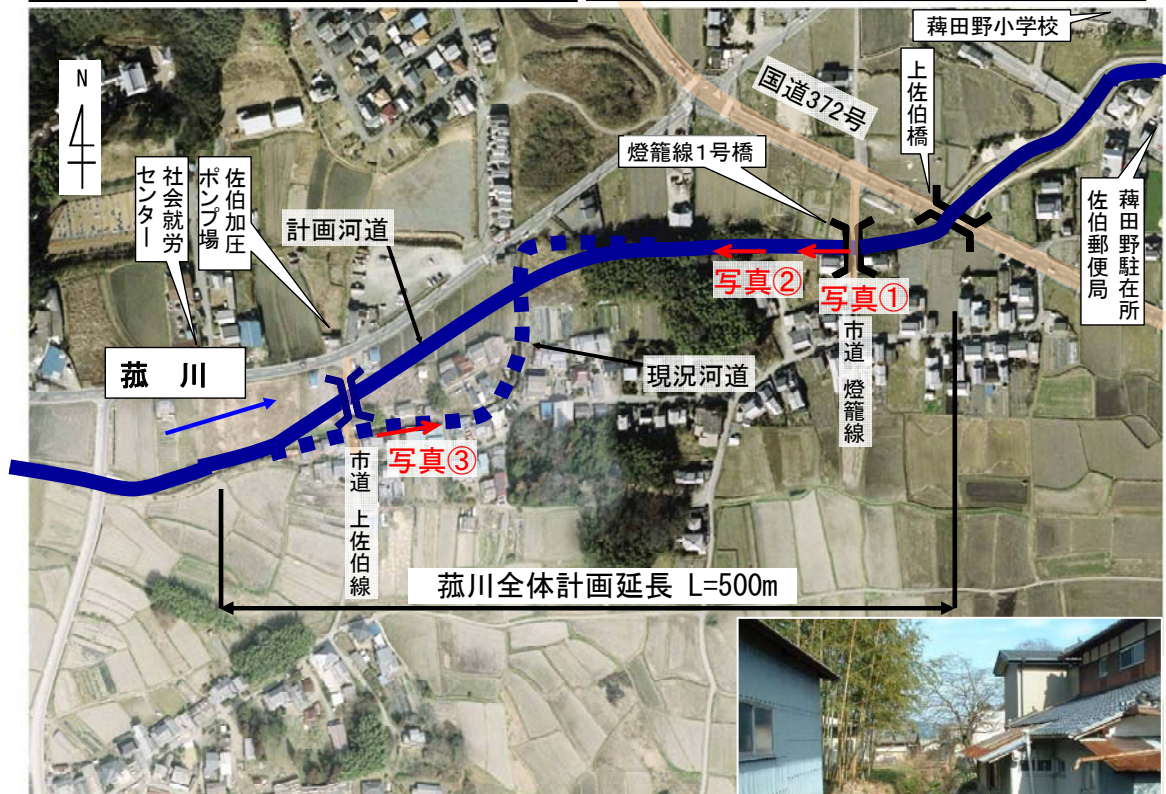 薭田野小学校
N
国道372号
上佐伯橋
燈籠線1号橋
社会就労
センター
佐伯加圧
ポンプ場
計画河道
薭田野駐在所
佐伯郵便局
写真②
写真①
市道 燈籠線
現況河道
菰 川
写真③
市道 上佐伯線
菰川全体計画延長 L=500m